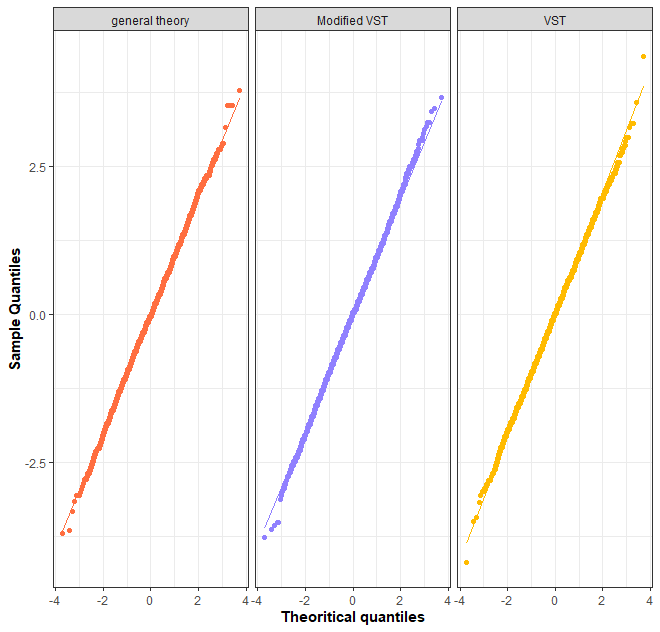 general theory
Modified VST
VST
Sample Quantiles
2.5
0.0
-2.5
-4 -2 0 2 4 -4 -2 0 2 4 -4 -2 0 2 4
Theoritical quantiles